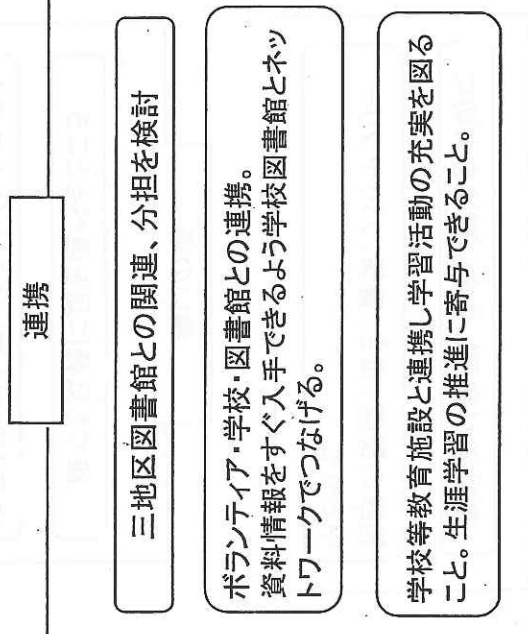 連携
三地区図書館との関連、分担を検討
ボランティア・学校・図書館との連携。
資料情報をすぐ入手できるよう学校図書館とネッ
トワークでつなげる。
学校等教育施設と連携し学習活動の充実を図る
こと。生涯学習の推進に寄与できること。